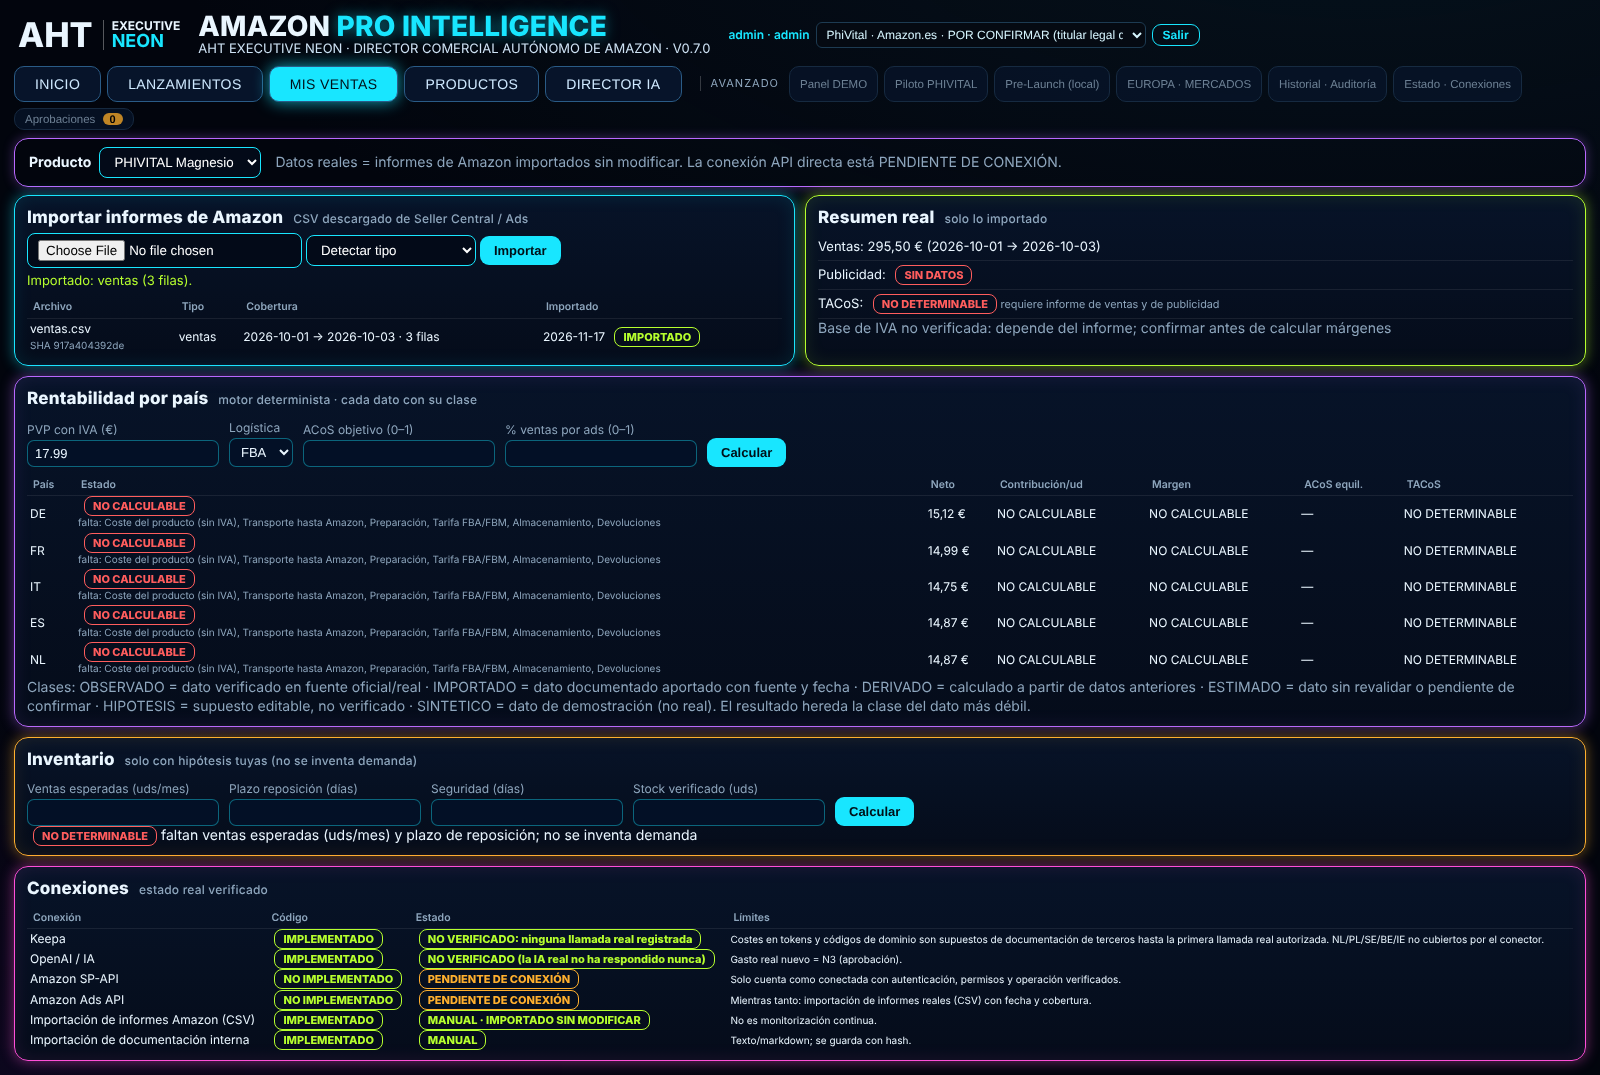 AHT EXECUTIVE NEON
AMAZON PRO INTELLIGENCE
AHT EXECUTIVE NEON · DIRECTOR COMERCIAL AUTÓNOMO DE AMAZON · V0.7.0
admin · admin PhiVital · Amazon.es · POR CONFIRMAR (titular legal c Salir
INICIO LANZAMIENTOS MIS VENTAS PRODUCTOS DIRECTOR IA AVANZADO Panel DEMO Piloto PHIVITAL Pre-Launch (local) EUROPA · MERCADOS Historial · Auditoría Estado · Conexiones
Aprobaciones 0
Producto PHIVITAL Magnesio Datos reales = informes de Amazon importados sin modificar. La conexión API directa está PENDIENTE DE CONEXIÓN.
Importar informes de Amazon CSV descargado de Seller Central / Ads
Choose File No file chosen Detectar tipo Importar
Importado: ventas (3 filas).
Archivo Tipo Cobertura Importado
ventas.csv
SHA 917a404392de
ventas 2026-10-01 → 2026-10-03 · 3 filas 2026-11-17 IMPORTADO
Resumen real solo lo importado
Ventas: 295,50 € (2026-10-01 → 2026-10-03)
Publicidad: SIN DATOS
TACoS: NO DETERMINABLE requiere informe de ventas y de publicidad
Base de IVA no verificada: depende del informe; confirmar antes de calcular márgenes
Rentabilidad por país motor determinista · cada dato con su clase
PVP con IVA (€) Logística ACoS objetivo (0–1) % ventas por ads (0–1)
17.99 FBA Calcular
País Estado Neto Contribución/ud Margen ACoS equil. TACoS
DE NO CALCULABLE 15,12 € NO CALCULABLE NO CALCULABLE — NO DETERMINABLE
falta: Coste del producto (sin IVA), Transporte hasta Amazon, Preparación, Tarifa FBA/FBM, Almacenamiento, Devoluciones
FR NO CALCULABLE 14,99 € NO CALCULABLE NO CALCULABLE — NO DETERMINABLE
falta: Coste del producto (sin IVA), Transporte hasta Amazon, Preparación, Tarifa FBA/FBM, Almacenamiento, Devoluciones
IT NO CALCULABLE 14,75 € NO CALCULABLE NO CALCULABLE — NO DETERMINABLE
falta: Coste del producto (sin IVA), Transporte hasta Amazon, Preparación, Tarifa FBA/FBM, Almacenamiento, Devoluciones
ES NO CALCULABLE 14,87 € NO CALCULABLE NO CALCULABLE — NO DETERMINABLE
falta: Coste del producto (sin IVA), Transporte hasta Amazon, Preparación, Tarifa FBA/FBM, Almacenamiento, Devoluciones
NL NO CALCULABLE 14,87 € NO CALCULABLE NO CALCULABLE — NO DETERMINABLE
falta: Coste del producto (sin IVA), Transporte hasta Amazon, Preparación, Tarifa FBA/FBM, Almacenamiento, Devoluciones
Clases: OBSERVADO = dato verificado en fuente oficial/real · IMPORTADO = dato documentado aportado con fuente y fecha · DERIVADO = calculado a partir de datos anteriores · ESTIMADO = dato sin revalidar o pendiente de
confirmar · HIPOTESIS = supuesto editable, no verificado · SINTETICO = dato de demostración (no real). El resultado hereda la clase del dato más débil.
Inventario solo con hipótesis tuyas (no se inventa demanda)
Ventas esperadas (uds/mes) Plazo reposición (días) Seguridad (días) Stock verificado (uds)
Calcular
NO DETERMINABLE faltan ventas esperadas (uds/mes) y plazo de reposición; no se inventa demanda
Conexiones estado real verificado
Conexión Código Estado Límites
Keepa IMPLEMENTADO NO VERIFICADO: ninguna llamada real registrada Costes en tokens y códigos de dominio son supuestos de documentación de terceros hasta la primera llamada real autorizada. NL/PL/SE/BE/IE no cubiertos por el conector.
OpenAI / IA IMPLEMENTADO NO VERIFICADO (la IA real no ha respondido nunca) Gasto real nuevo = N3 (aprobación).
Amazon SP-API NO IMPLEMENTADO PENDIENTE DE CONEXIÓN Solo cuenta como conectada con autenticación, permisos y operación verificados.
Amazon Ads API NO IMPLEMENTADO PENDIENTE DE CONEXIÓN Mientras tanto: importación de informes reales (CSV) con fecha y cobertura.
Importación de informes Amazon (CSV) IMPLEMENTADO MANUAL · IMPORTADO SIN MODIFICAR No es monitorización continua.
Importación de documentación interna IMPLEMENTADO MANUAL Texto/markdown; se guarda con hash.